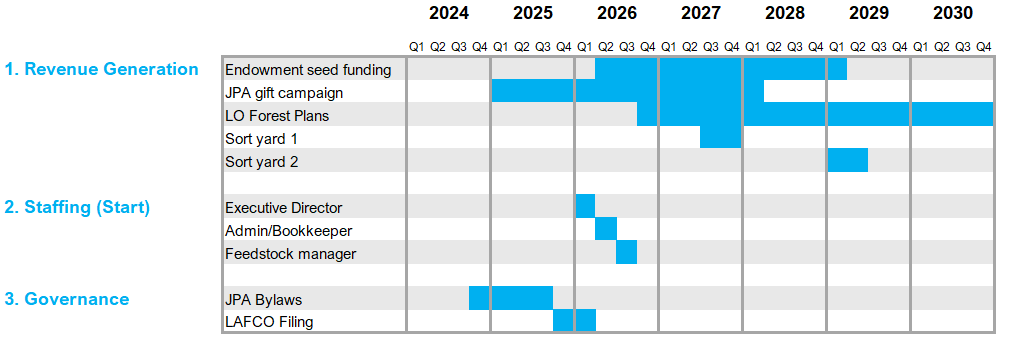 2024 2025 2026 2027 2028 2029 2030
Q1 Q2 Q3 Q4 Q1 Q2 Q3 Q4 Q1 Q2 Q3 Q4 Q1 Q2 Q3 Q4 Q1 Q2 Q3 Q4 Q1 Q2 Q3 Q4 Q1 Q2 Q3 Q4
1. Revenue Generation Endowment seed funding
JPA gift campaign
LO Forest Plans
Sort yard 1
Sort yard 2
2. Staffing (Start) Executive Director
Admin/Bookkeeper
Feedstock manager
3. Governance JPA Bylaws
LAFCO Filing